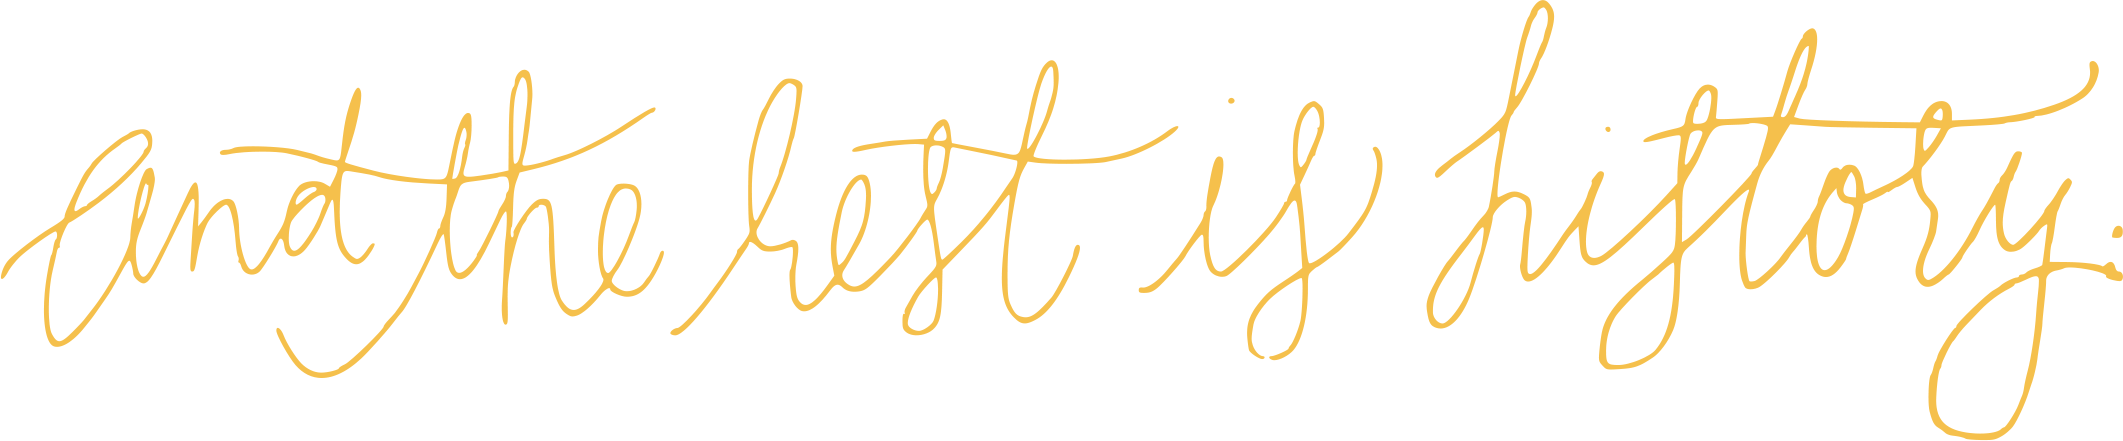 and the rest is history.